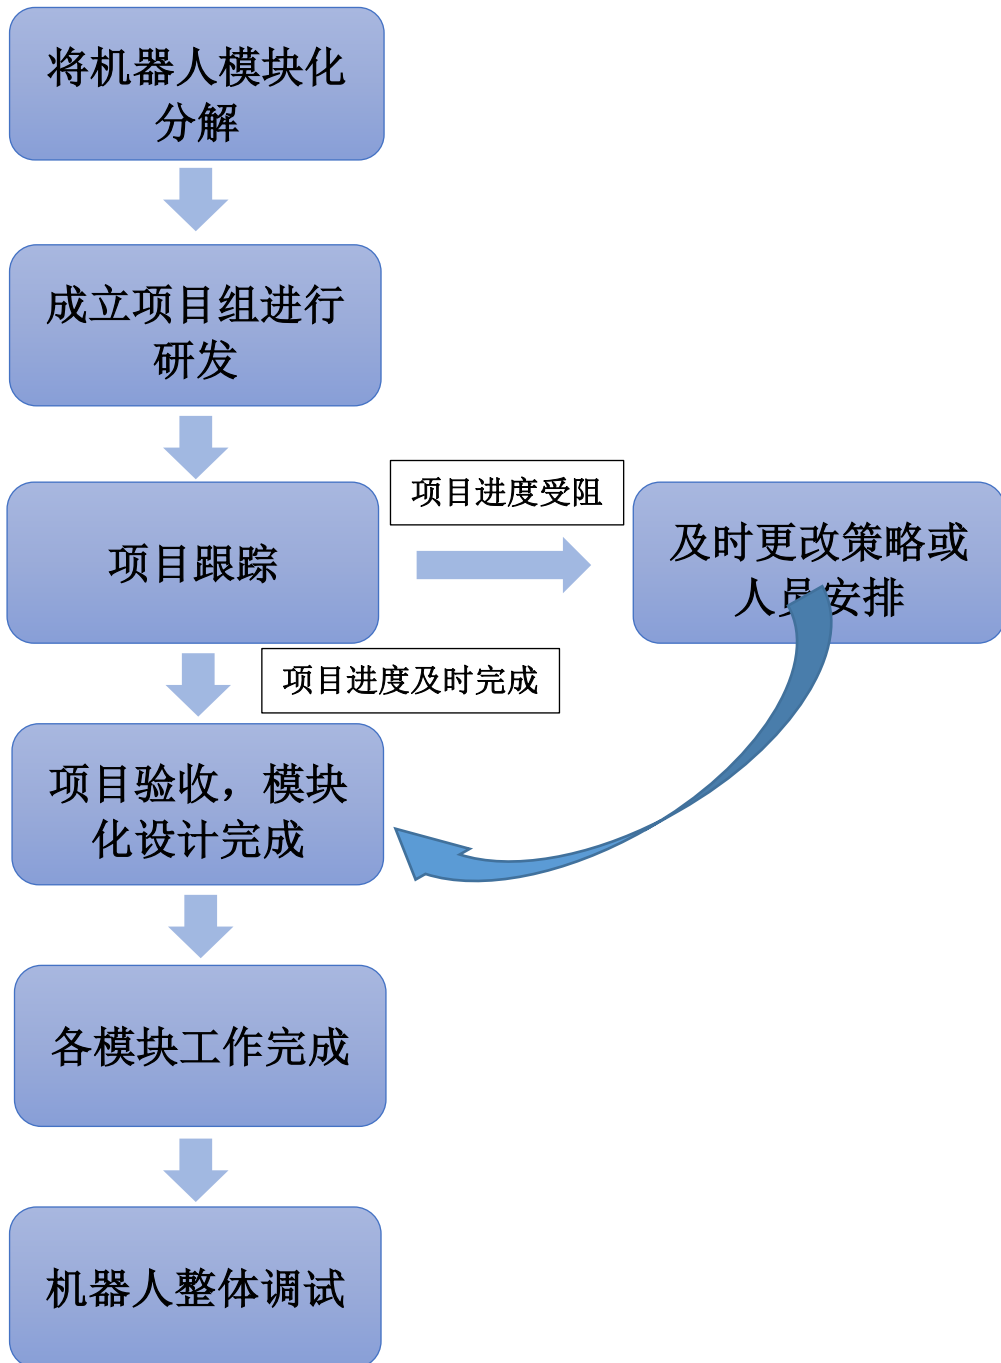 将机器人模块化
分解
成立项目组进行
研发
项目进度受阻
项目跟踪
及时更改策略或
人员安排
项目进度及时完成
项目验收，模块
化设计完成
各模块工作完成
机器人整体调试